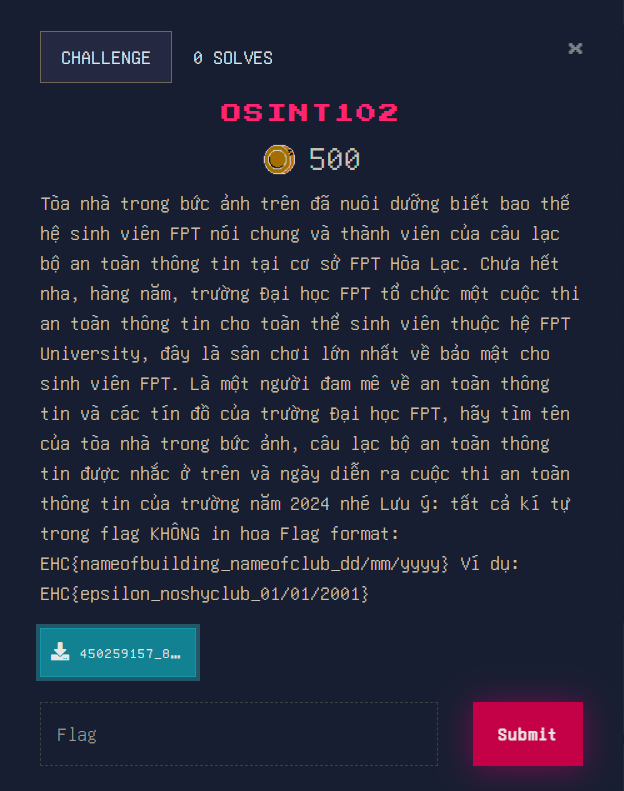 CHALLENGE
0 SOLVES
×
OSINT102
500
Tòa nhà trong bức ảnh trên đã nuôi dưỡng biết bao thế
hệ sinh viên FPT nói chung và thành viên của câu lạc
bộ an toàn thông tin tại cơ sở FPT Hòa Lạc. Chưa hết
nha, hàng năm, trường Đại học FPT tổ chức một cuộc thi
an toàn thông tin cho toàn thể sinh viên thuộc hệ FPT
University, đây là sân chơi lớn nhất về bảo mật cho
sinh viên FPT. Là một người đam mê về an toàn thông
tin và các tín đồ của trường Đại học FPT, hãy tìm tên
của tòa nhà trong bức ảnh, câu lạc bộ an toàn thông
tin được nhắc ở trên và ngày diễn ra cuộc thi an toàn
thông tin của trường năm 2024 nhé Lưu ý: tất cả kí tự
trong flag KHÔNG in hoa Flag format:
EHC{nameofbuilding_nameofclub_dd/mm/yyyy} Ví dụ:
EHC{epsilon_noshyclub_01/01/2001}
450259157_8…
Flag
Submit